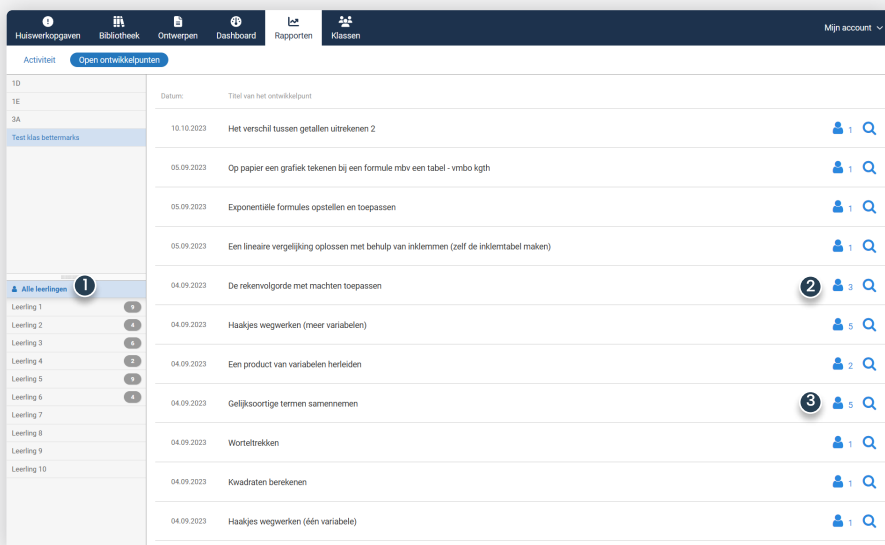 Huiswerkopgaven Bibliotheek Ontwerpen Dashboard Rapporten Klassen Mijn account
Activiteit Open ontwikkelpunten
1D
1E
3A
Test klas bettermarks
Alle leerlingen 1
Leerling 1 9
Leerling 2 4
Leerling 3 6
Leerling 4 2
Leerling 5 9
Leerling 6 4
Leerling 7
Leerling 8
Leerling 9
Leerling 10
Datum: Titel van het ontwikkelpunt
10.10.2023 Het verschil tussen getallen uitrekenen 2 1
05.09.2023 Op papier een grafiek tekenen bij een formule mbv een tabel - vmbo kgth 1
05.09.2023 Exponentiële formules opstellen en toepassen 1
05.09.2023 Een lineaire vergelijking oplossen met behulp van inklemmen (zelf de inklemtabel maken) 1
04.09.2023 De rekenvolgorde met machten toepassen 2 3
04.09.2023 Haakjes wegwerken (meer variabelen) 5
04.09.2023 Een product van variabelen herleiden 2
04.09.2023 Gelijksoortige termen samennemen 3 5
04.09.2023 Worteltrekken 1
04.09.2023 Kwadraten berekenen 1
04.09.2023 Haakjes wegwerken (één variabele) 1